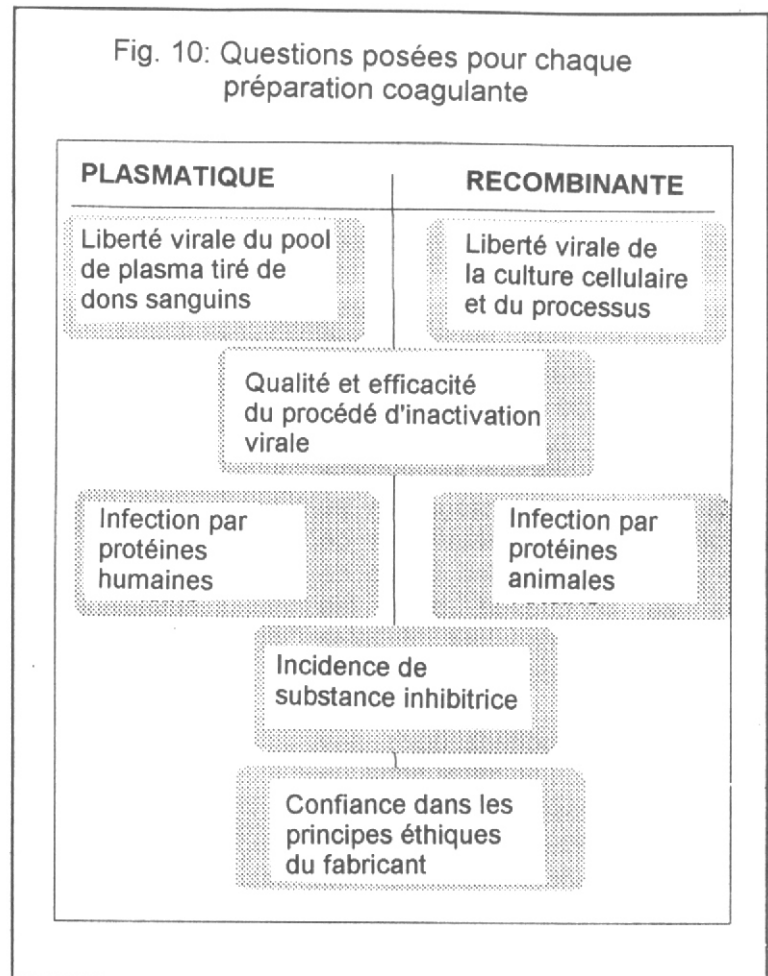 Fig. 10: Questions posées pour chaque
préparation coagulante
PLASMATIQUE
RECOMBINANTE
Liberté virale du pool
de plasma tiré de
dons sanguins
Liberté virale de
la culture cellulaire
et du processus
Qualité et efficacité
du procédé d'inactivation
virale
Infection par
protéines
humaines
Infection par
protéines
animales
Incidence de
substance inhibitrice
Confiance dans les
principes éthiques
du fabricant